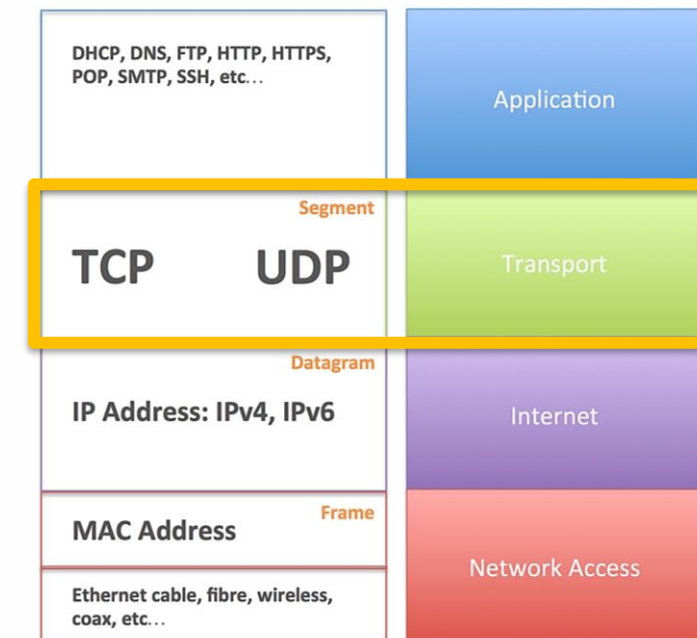 DHCP, DNS, FTP, HTTP, HTTPS,
POP, SMTP, SSH, etc...
Application
Segment
TCP UDP
Transport
Datagram
IP Address: IPv4, IPv6
Internet
Frame
MAC Address
Network Access
Ethernet cable, fibre, wireless,
coax, etc...